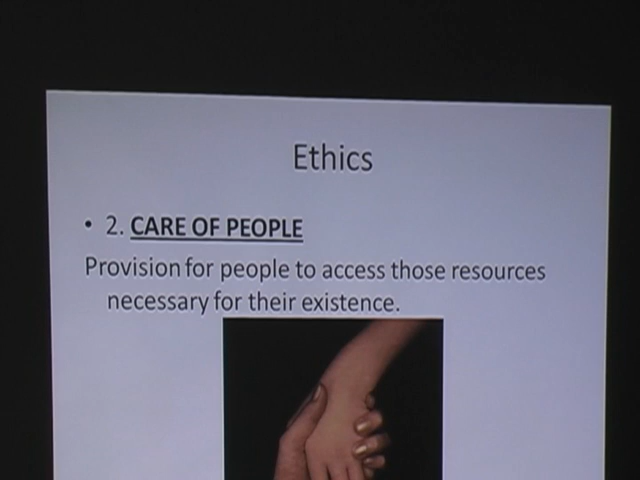 Ethics
• 2. CARE OF PEOPLE
Provision for people to access those resources
necessary for their existence.